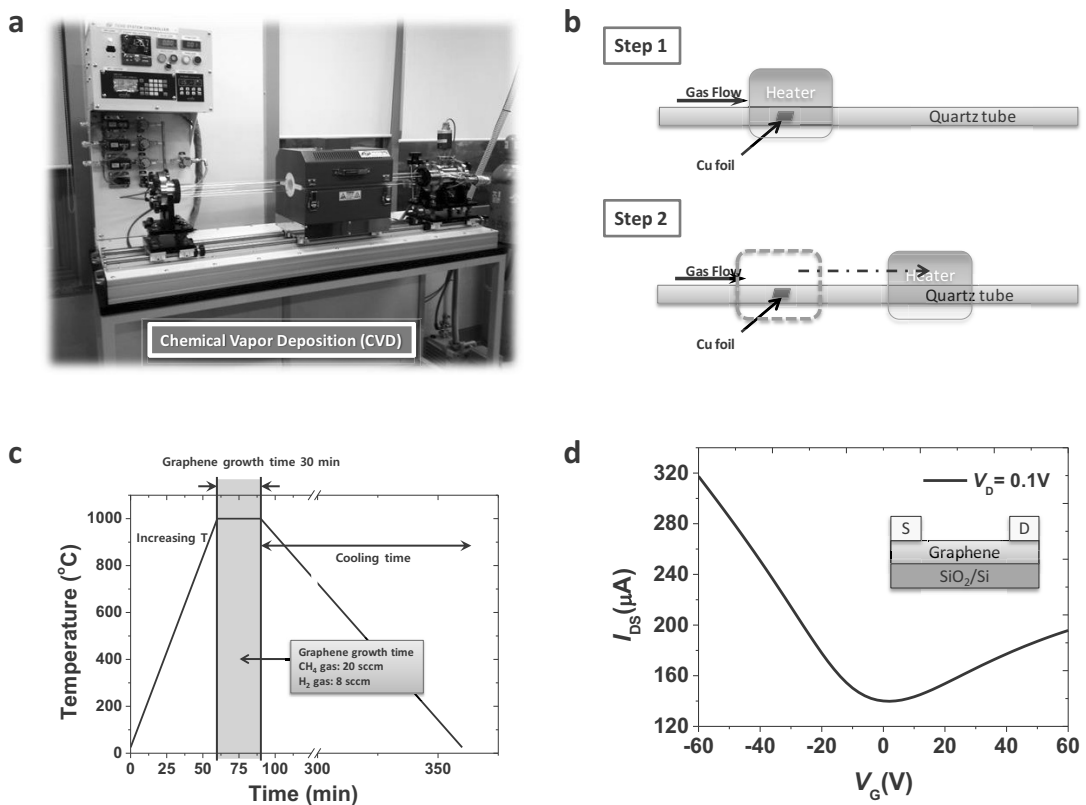 a
Chemical Vapor Deposition (CVD)
b
Step 1
Gas Flow
Heater
Quartz tube
Cu foil
Step 2
Gas Flow
Heater
Quartz tube
Cu foil
c
Graphene growth time 30 min
Increasing T
Cooling time
Graphene growth time
CH₄ gas: 20 sccm
H₂ gas: 8 sccm
Temperature (°C)
1000
800
600
400
200
0
0 25 50 75 100 300 350
Time (min)
d
V_D = 0.1V
S D
Graphene
SiO₂/Si
I_DS(μA)
320
280
240
200
160
120
-60 -40 -20 0 20 40 60
V_G(V)